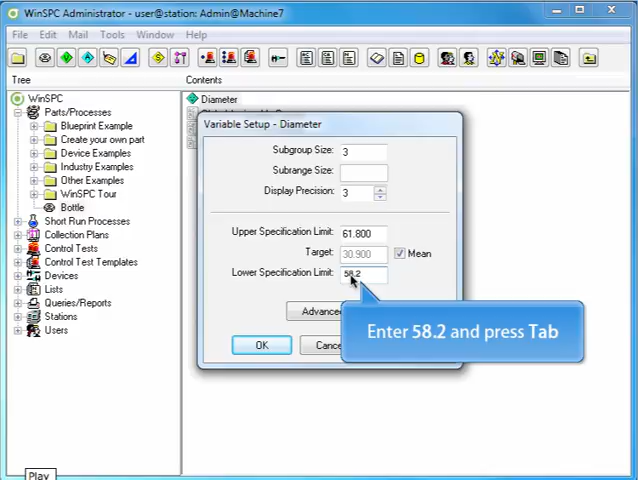 WinSPC Administrator - user@station: Admin@Machine7
File Edit Mail Tools Window Help
Tree
Contents
WinSPC
Parts/Processes
Blueprint Example
Create your own part
Device Examples
Industry Examples
Other Examples
WinSPC Tour
Bottle
Short Run Processes
Collection Plans
Control Tests
Control Test Templates
Devices
Lists
Queries/Reports
Stations
Users
Diameter
Variable Setup - Diameter
Subgroup Size: 3
Subrange Size:
Display Precision: 3
Upper Specification Limit: 61.800
Target: 30.900 Mean
Lower Specification Limit: 58.2
Advance
OK
Cance
Enter 58.2 and press Tab
Play